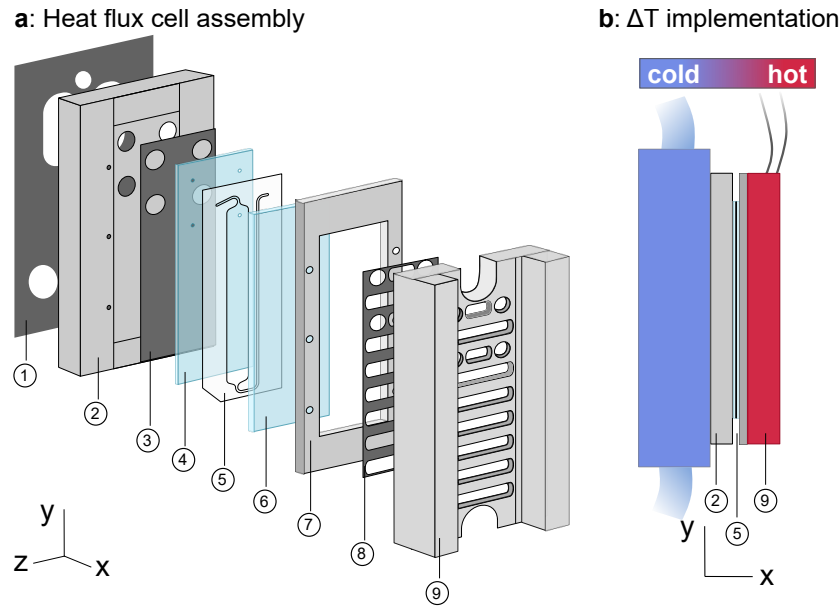 a: Heat flux cell assembly
1
2
3
4
5
6
7
8
9
y
z
x
b: ΔT implementation
cold
hot
2
5
9
y
x